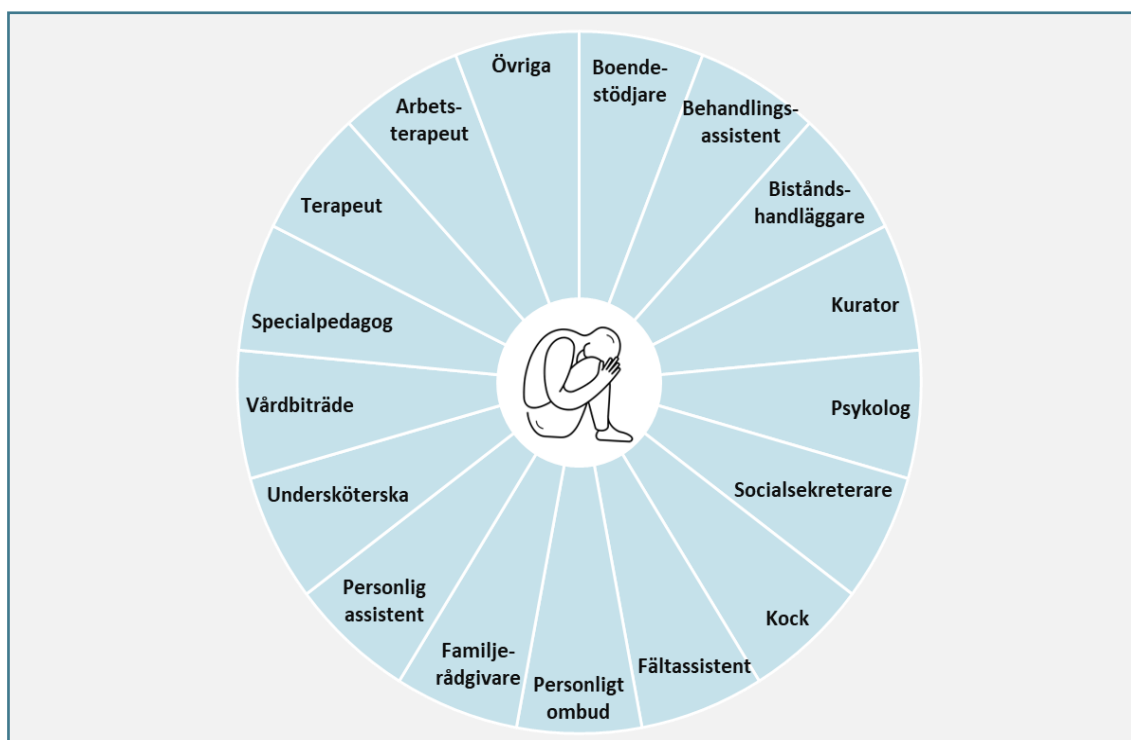 Övriga
Boende-
stödjare
Behandlings-
assistent
Bistånds-
handläggare
Kurator
Psykolog
Socialsekreterare
Kock
Fältassistent
Personligt
ombud
Familje-
rådgivare
Personlig
assistent
Undersköterska
Vårdbiträde
Specialpedagog
Terapeut
Arbets-
terapeut